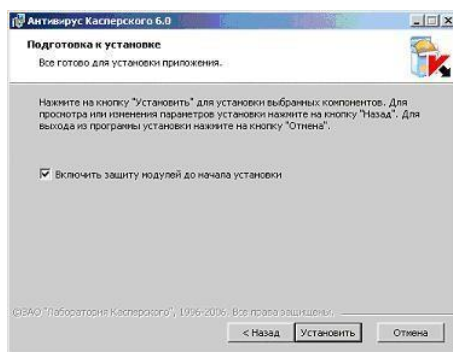 Антивирус Касперского 6.0
Подготовка к установке
Все готово для установки приложения.
Нажмите на кнопку "Установить" для установки выбранных компонентов. Для
просмотра или изменения параметров установки нажмите на кнопку "Назад". Для
выхода из программы установки нажмите на кнопку "Отмена".
Включить защиту модулей до начала установки
©ЗАО "Лаборатория Касперского", 1996-2006. Все права защищены.
< Назад Установить Отмена